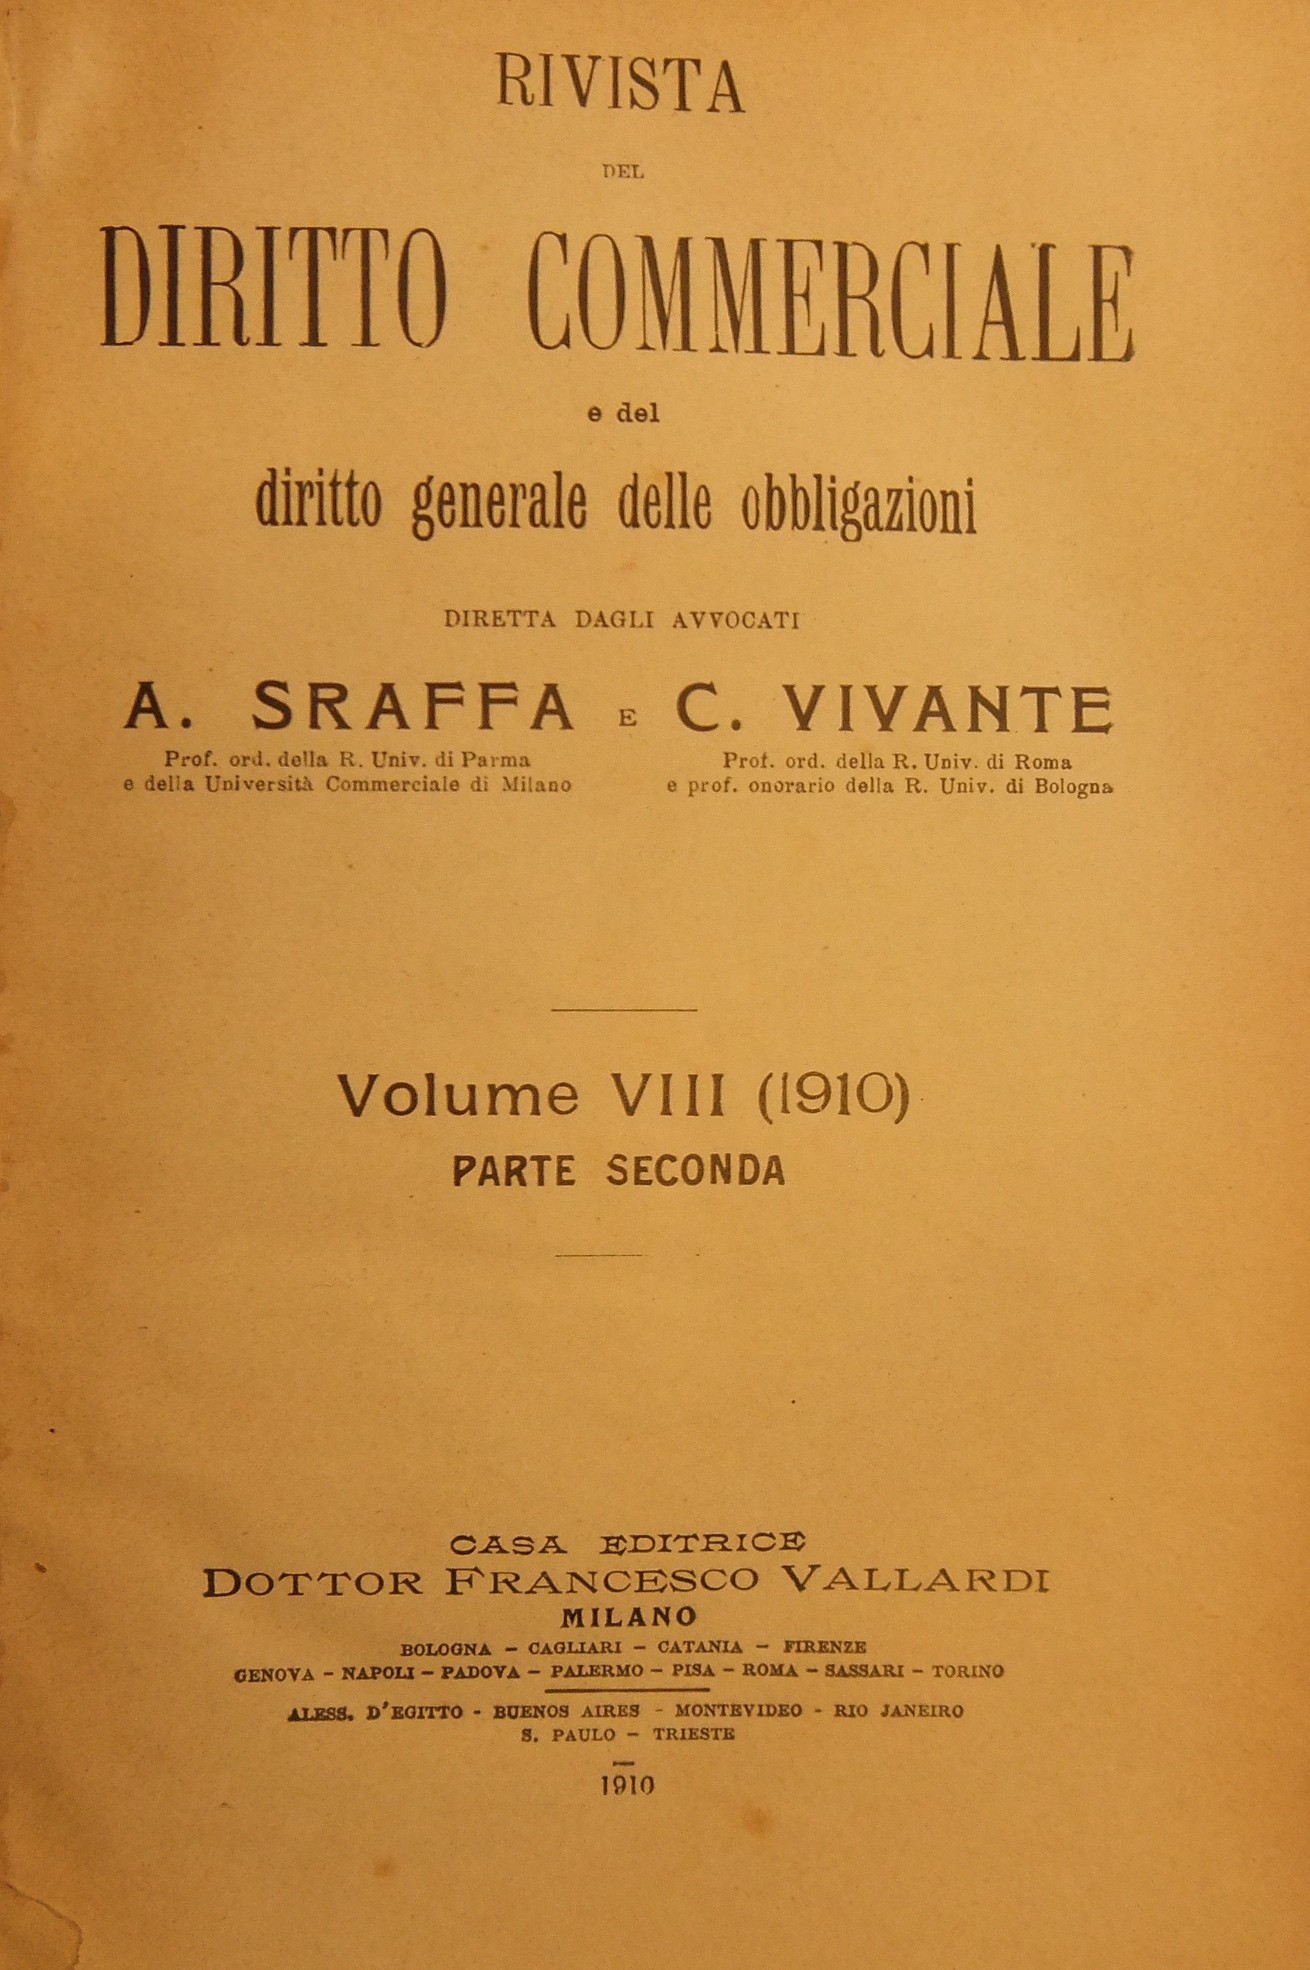 RIVISTA
DEL
DIRITTO COMMERCIALE
e del
diritto generale delle obbligazioni
DIRETTA DAGLI AVVOCATI
A. SRAFFA E C. VIVANTE
Prof. ord. della R. Univ. di Parma
e della Università Commerciale di Milano
Prof. ord. della R. Univ. di Roma
e prof. onorario della R. Univ. di Bologna
Volume VIII (1910)
PARTE SECONDA
CASA EDITRICE
DOTTOR FRANCESCO VALLARDI
MILANO
BOLOGNA – CAGLIARI – CATANIA – FIRENZE
GENOVA – NAPOLI – PADOVA – PALERMO – PISA – ROMA – SASSARI – TORINO
ALESS. D'EGITTO - BUENOS AIRES - MONTEVIDEO - RIO JANEIRO
S. PAULO – TRIESTE
1910